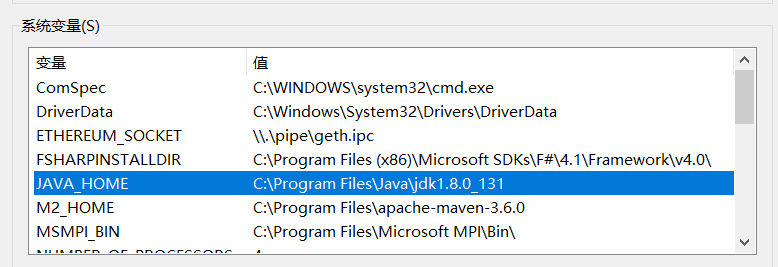 系统变量(S)
变量 值
ComSpec C:\WINDOWS\system32\cmd.exe
DriverData C:\Windows\System32\Drivers\DriverData
ETHEREUM_SOCKET \\.\pipe\geth.ipc
FSHARPINSTALLDIR C:\Program Files (x86)\Microsoft SDKs\F#\4.1\Framework\v4.0\
JAVA_HOME C:\Program Files\Java\jdk1.8.0_131
M2_HOME C:\Program Files\apache-maven-3.6.0
MSMPI_BIN C:\Program Files\Microsoft MPI\Bin\
NUMBER_OF_PROCESSORS 4